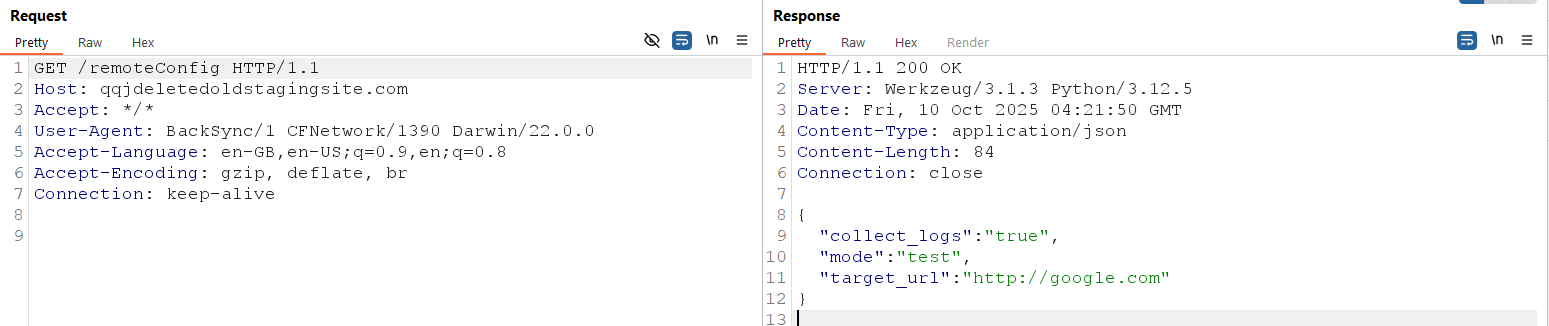 Request
Pretty Raw Hex
\n
1 GET /remoteConfig HTTP/1.1
2 Host: qqjdeletedoldstagingsite.com
3 Accept: */*
4 User-Agent: BackSync/1 CFNetwork/1390 Darwin/22.0.0
5 Accept-Language: en-GB,en-US;q=0.9,en;q=0.8
6 Accept-Encoding: gzip, deflate, br
7 Connection: keep-alive
8
9
Response
Pretty Raw Hex Render
\n
1 HTTP/1.1 200 OK
2 Server: Werkzeug/3.1.3 Python/3.12.5
3 Date: Fri, 10 Oct 2025 04:21:50 GMT
4 Content-Type: application/json
5 Content-Length: 84
6 Connection: close
7
8 {
9 "collect_logs":"true",
10 "mode":"test",
11 "target_url":"http://google.com"
12 }
13